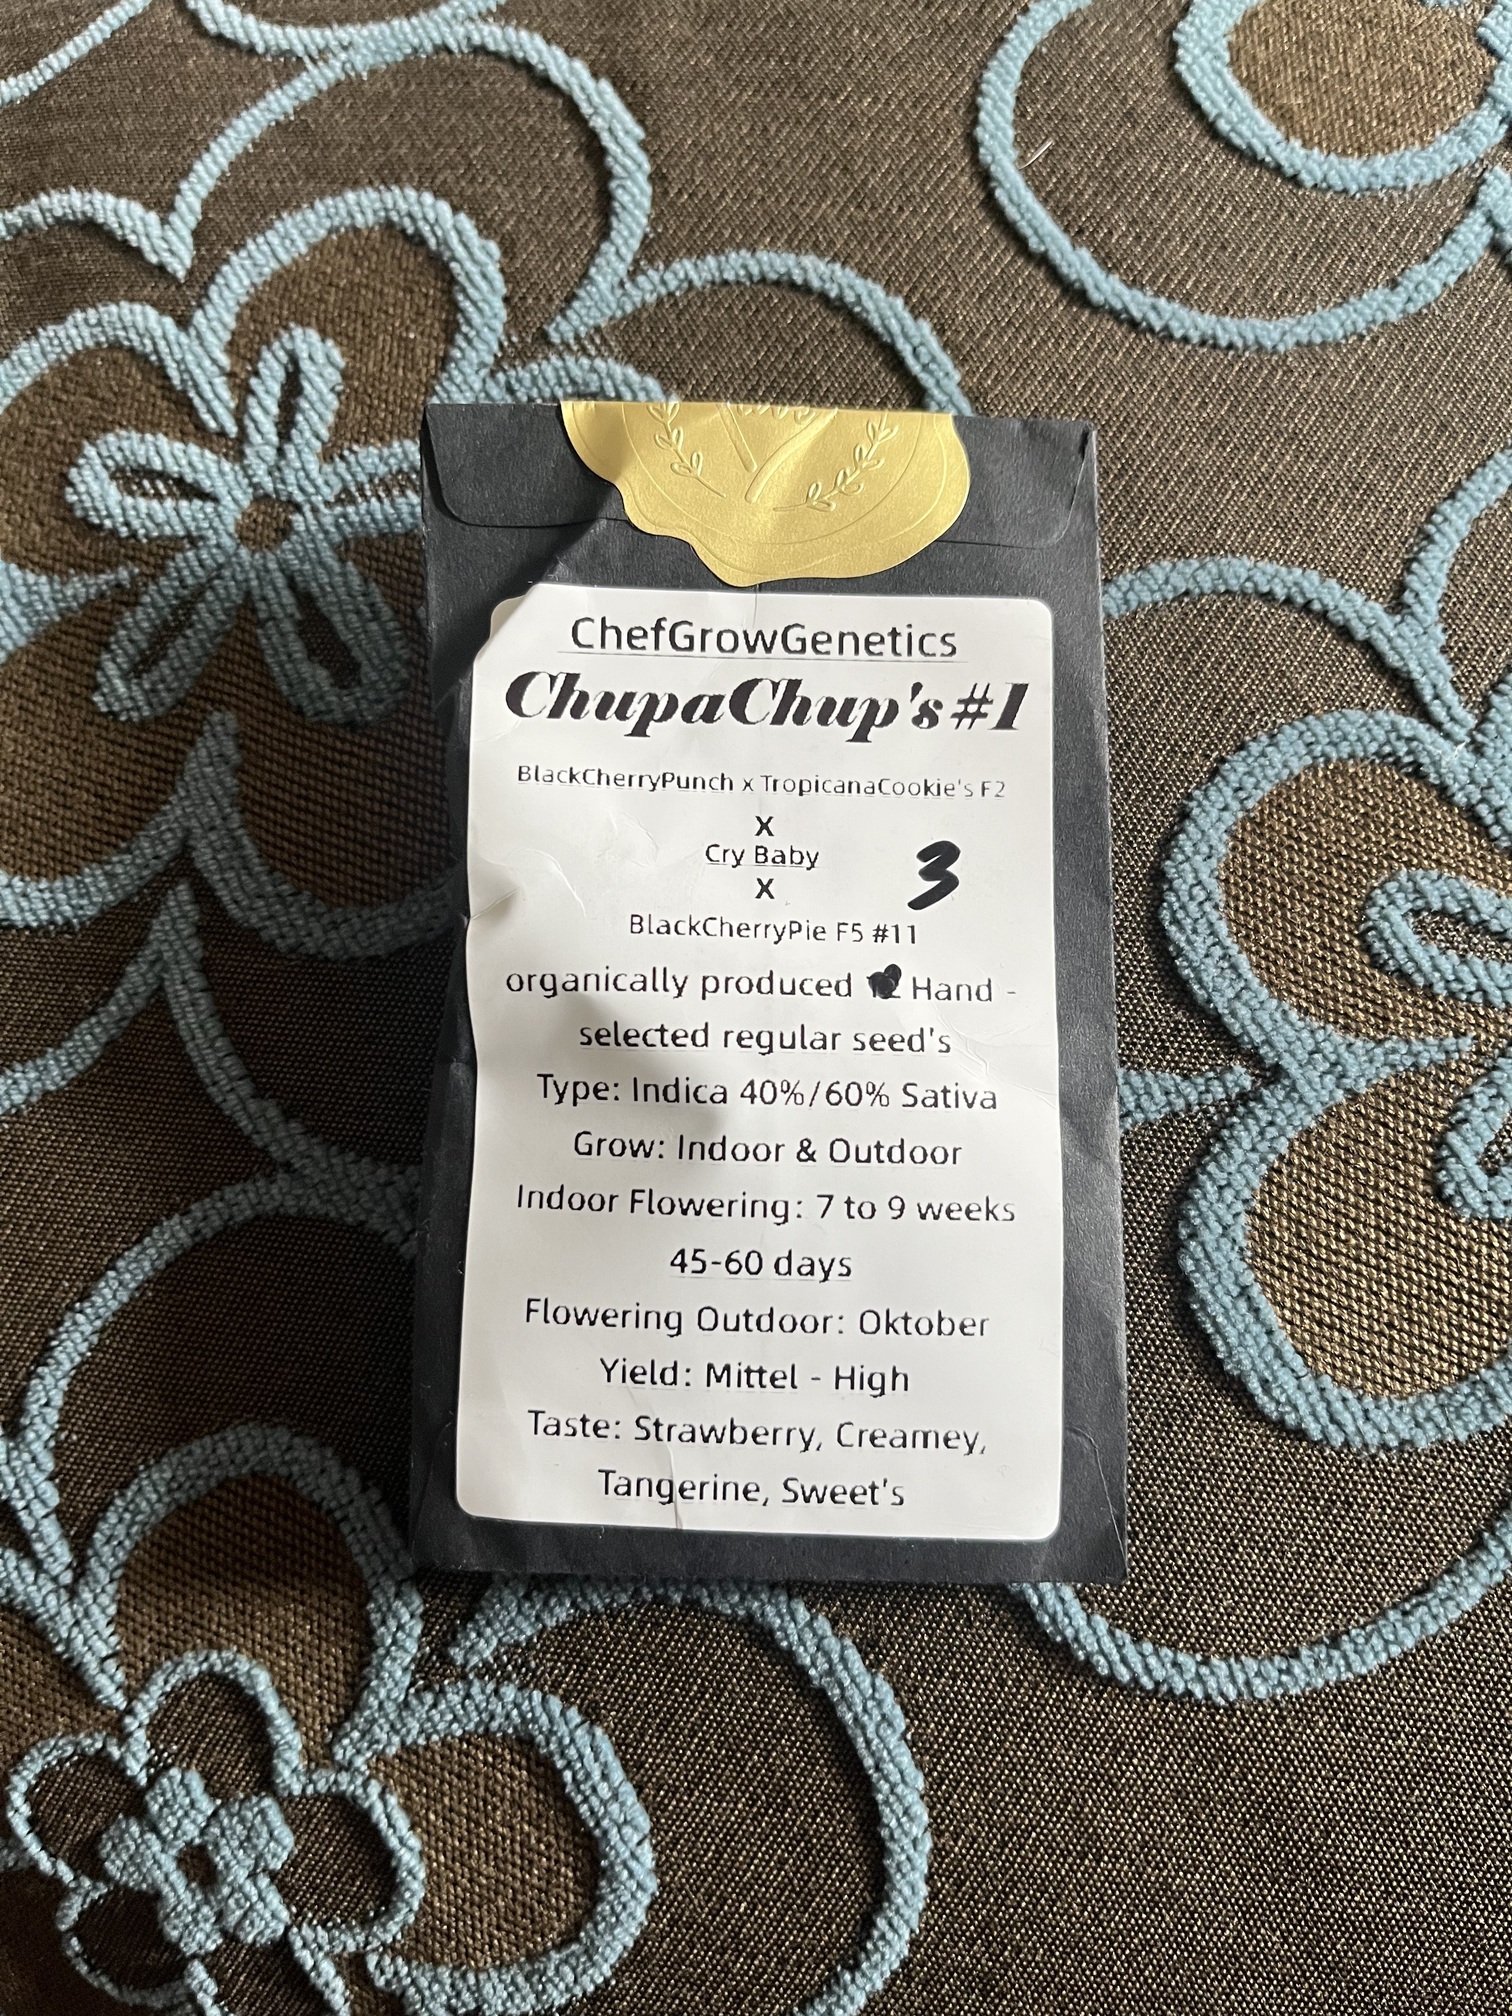 ChefGrowGenetics
ChupaChup's #1
BlackCherryPunch x TropicanaCookie's F2
X
Cry Baby
3
X
BlackCherryPie F5 #11
organically produced Hand -
selected regular seed's
Type: Indica 40%/60% Sativa
Grow: Indoor & Outdoor
Indoor Flowering: 7 to 9 weeks
45-60 days
Flowering Outdoor: Oktober
Yield: Mittel - High
Taste: Strawberry, Creamey,
Tangerine, Sweet's